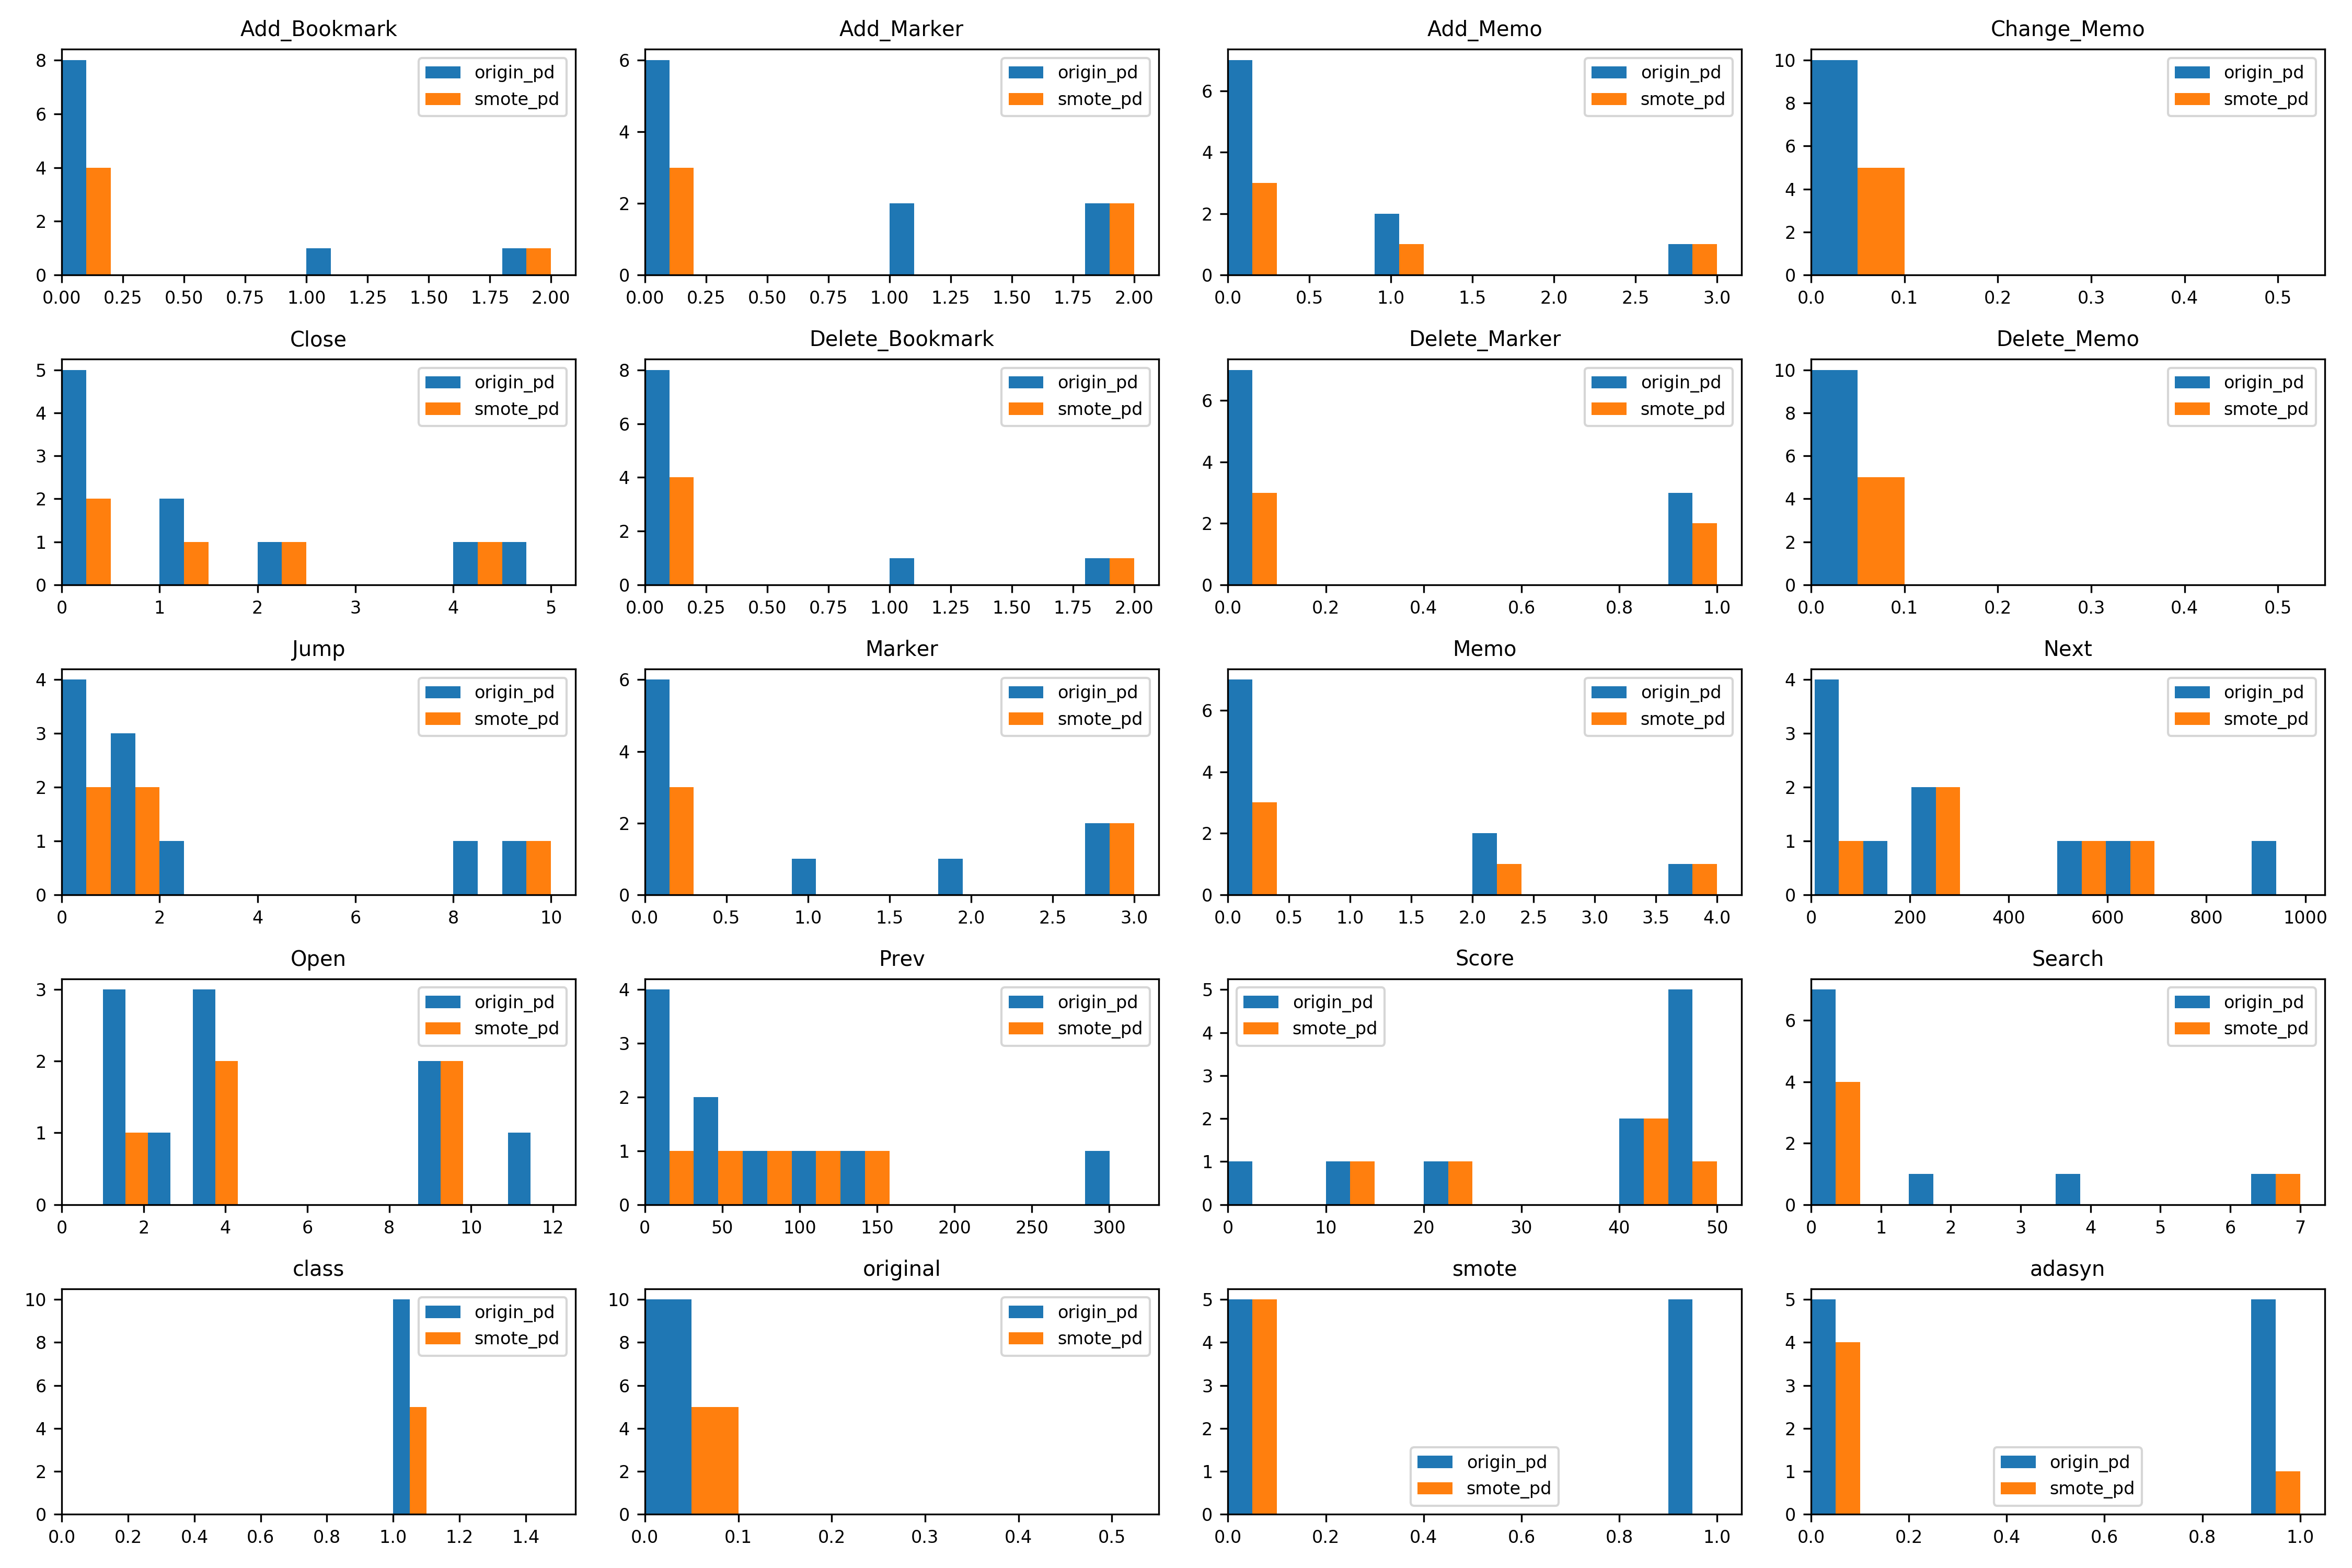 Add_Bookmark
8
6
4
2
0
0.00 0.25 0.50 0.75 1.00 1.25 1.50 1.75 2.00
origin_pd
smote_pd
Add_Marker
6
4
2
0
0.00 0.25 0.50 0.75 1.00 1.25 1.50 1.75 2.00
origin_pd
smote_pd
Add_Memo
6
4
2
0
0.0 0.5 1.0 1.5 2.0 2.5 3.0
origin_pd
smote_pd
Change_Memo
10
8
6
4
2
0
0.0 0.1 0.2 0.3 0.4 0.5
origin_pd
smote_pd
Close
5
4
3
2
1
0
0 1 2 3 4 5
origin_pd
smote_pd
Delete_Bookmark
8
6
4
2
0
0.00 0.25 0.50 0.75 1.00 1.25 1.50 1.75 2.00
origin_pd
smote_pd
Delete_Marker
6
4
2
0
0.0 0.2 0.4 0.6 0.8 1.0
origin_pd
smote_pd
Delete_Memo
10
8
6
4
2
0
0.0 0.1 0.2 0.3 0.4 0.5
origin_pd
smote_pd
Jump
4
3
2
1
0
0 2 4 6 8 10
origin_pd
smote_pd
Marker
6
4
2
0
0.0 0.5 1.0 1.5 2.0 2.5 3.0
origin_pd
smote_pd
Memo
6
4
2
0
0.0 0.5 1.0 1.5 2.0 2.5 3.0 3.5 4.0
origin_pd
smote_pd
Next
4
3
2
1
0
0 200 400 600 800 1000
origin_pd
smote_pd
Open
3
2
1
0
0 2 4 6 8 10 12
origin_pd
smote_pd
Prev
4
3
2
1
0
0 50 100 150 200 250 300
origin_pd
smote_pd
Score
5
4
3
2
1
0
0 10 20 30 40 50
origin_pd
smote_pd
Search
6
4
2
0
0 1 2 3 4 5 6 7
origin_pd
smote_pd
class
10
8
6
4
2
0
0.0 0.2 0.4 0.6 0.8 1.0 1.2 1.4
origin_pd
smote_pd
original
10
8
6
4
2
0
0.0 0.1 0.2 0.3 0.4 0.5
origin_pd
smote_pd
smote
5
4
3
2
1
0
0.0 0.2 0.4 0.6 0.8 1.0
origin_pd
smote_pd
adasyn
5
4
3
2
1
0
0.0 0.2 0.4 0.6 0.8 1.0
origin_pd
smote_pd